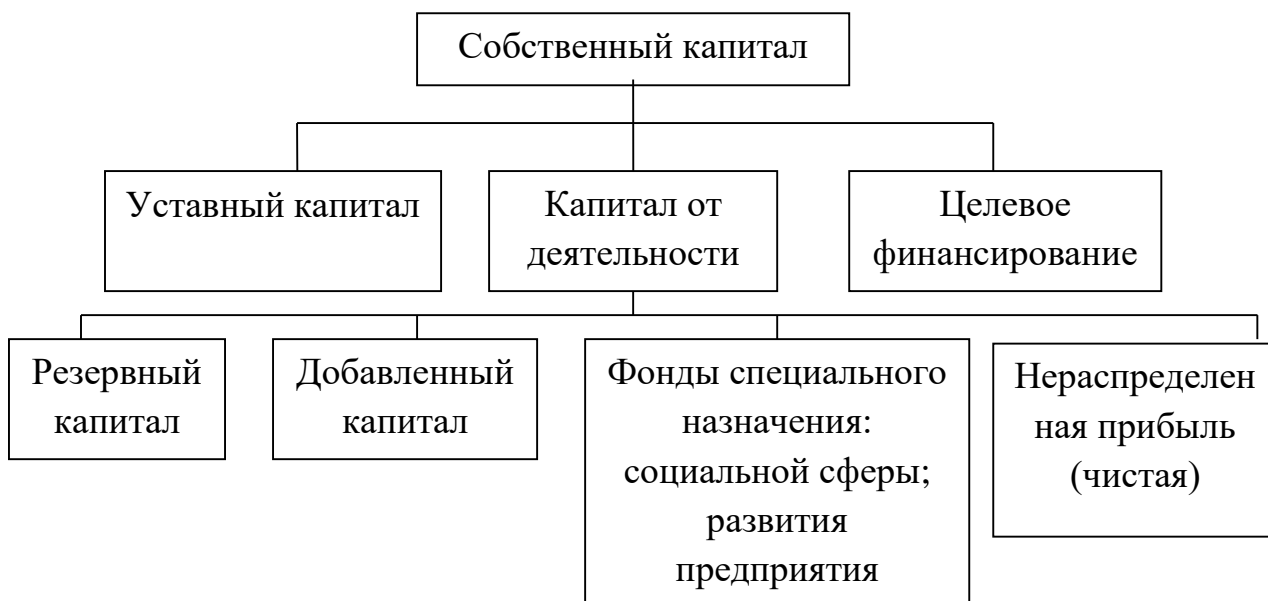 Собственный капитал
Уставный капитал
Капитал от
деятельности
Целевое
финансирование
Резервный
капитал
Добавленный
капитал
Фонды специального
назначения:
социальной сферы;
развития
предприятия
Нераспределен
ная прибыль
(чистая)